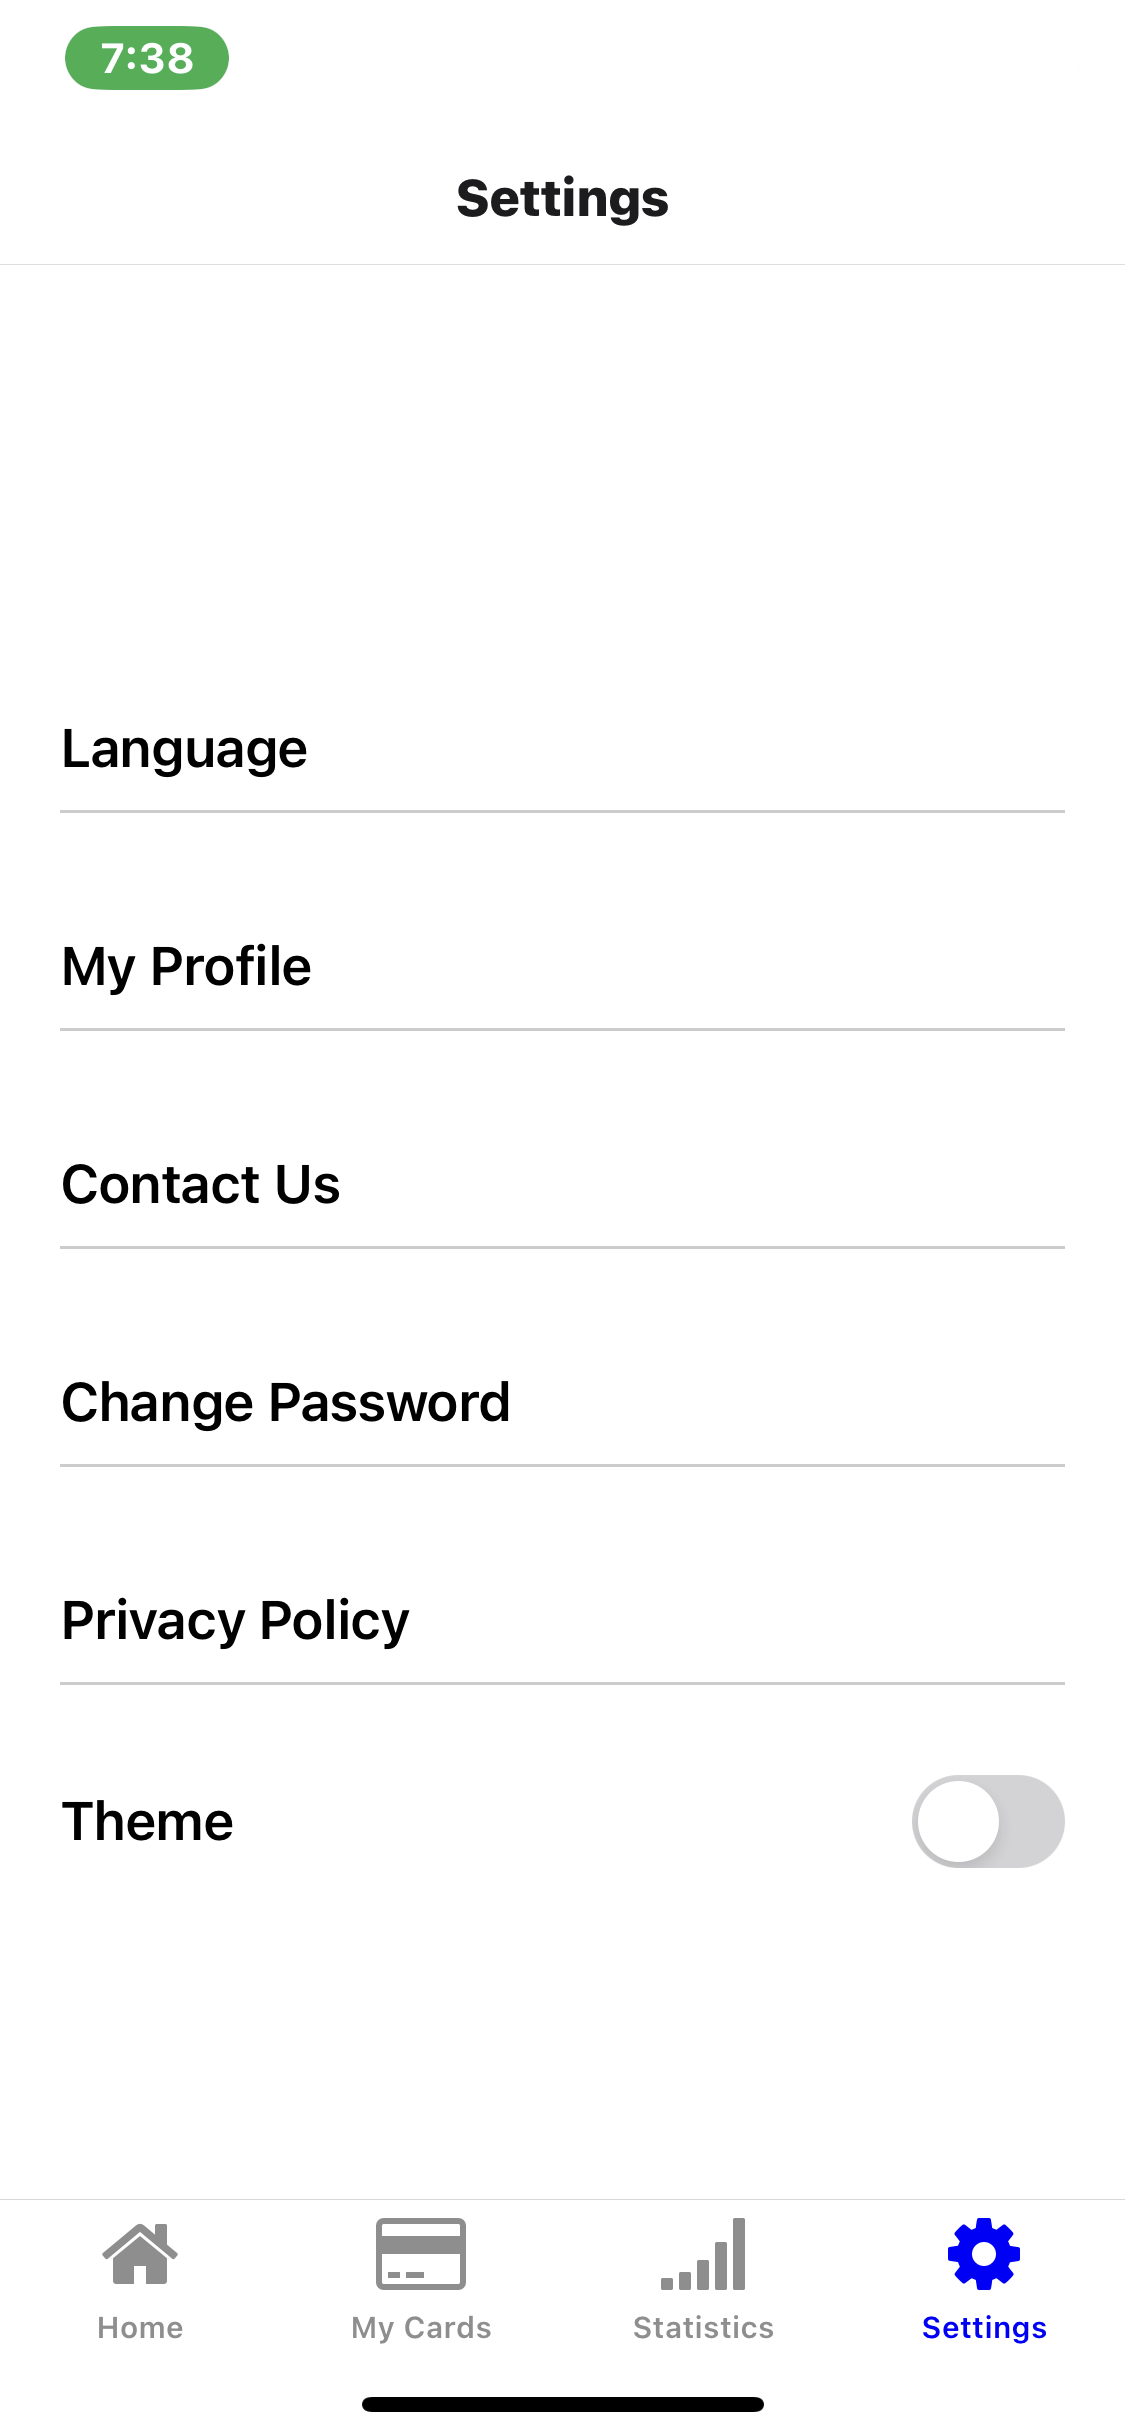 7:38
Settings
Language
My Profile
Contact Us
Change Password
Privacy Policy
Theme
Home
My Cards
Statistics
Settings